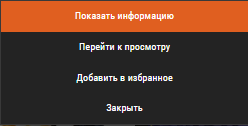 Показать информацию
Перейти к просмотру
Добавить в избранное
Закрыть